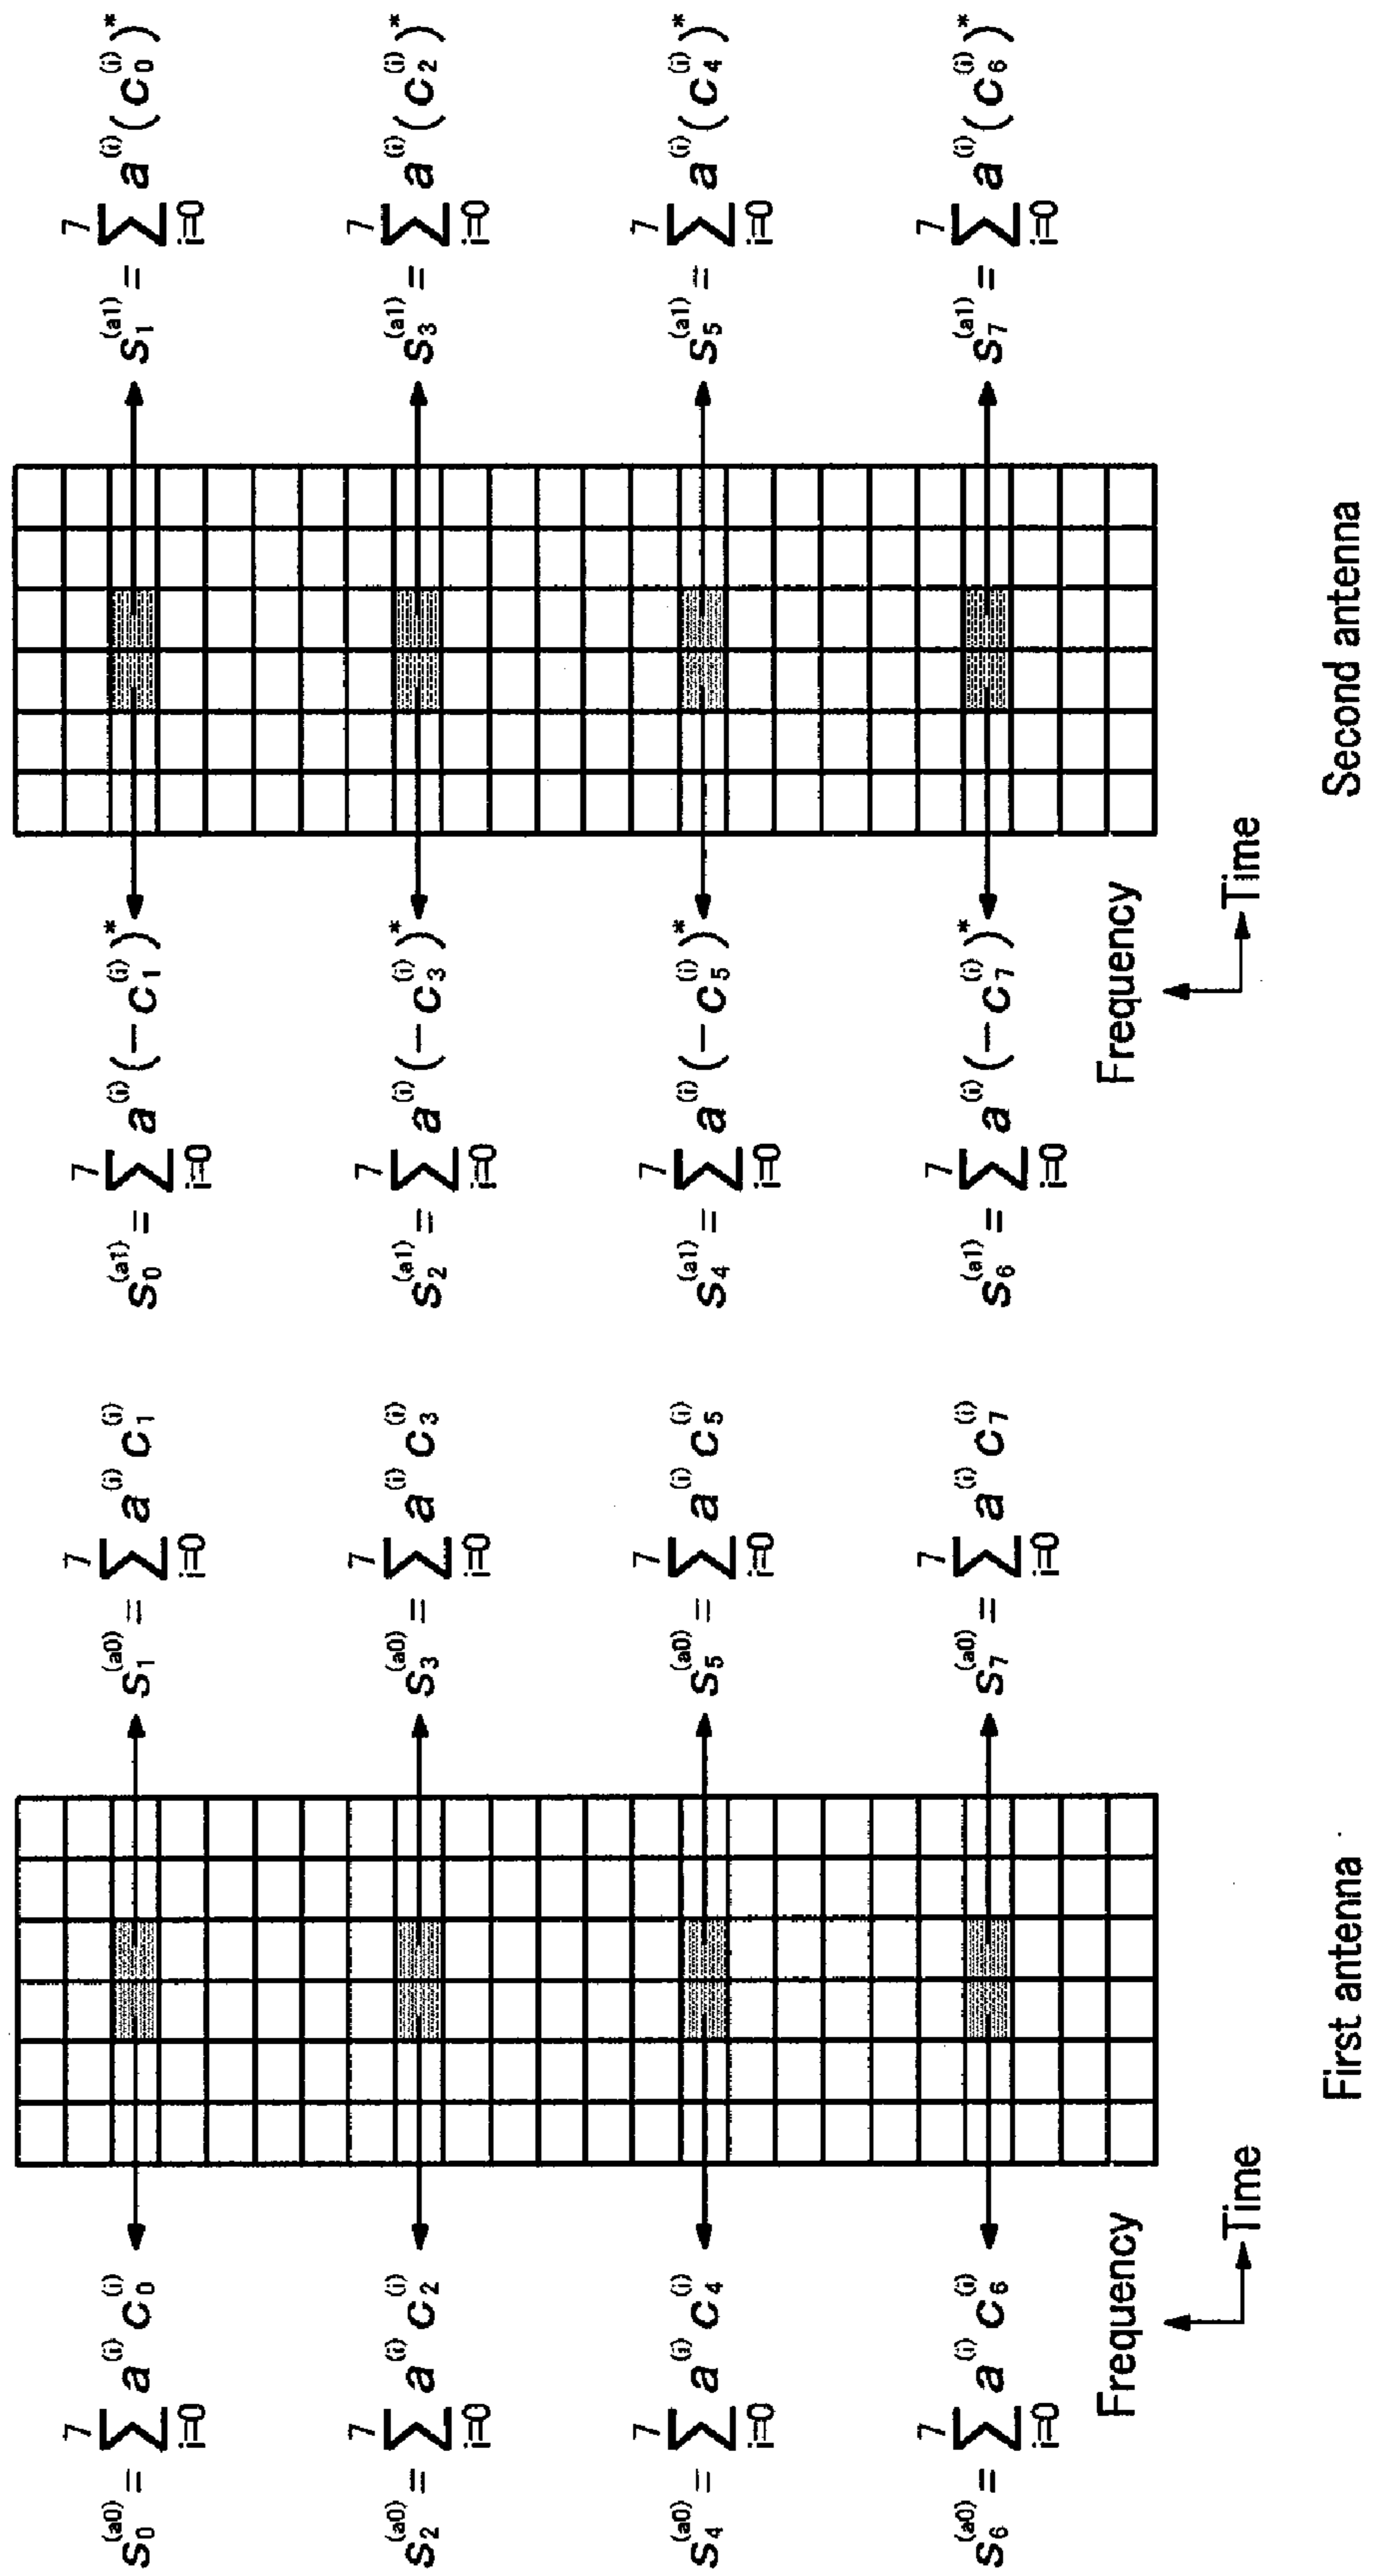 s_0^(a0) = Σ_{i=0}^{7} a^(i) c_0^(i)
s_1^(a0) = Σ_{i=0}^{7} a^(i) c_1^(i)
s_2^(a0) = Σ_{i=0}^{7} a^(i) c_2^(i)
s_3^(a0) = Σ_{i=0}^{7} a^(i) c_3^(i)
s_4^(a0) = Σ_{i=0}^{7} a^(i) c_4^(i)
s_5^(a0) = Σ_{i=0}^{7} a^(i) c_5^(i)
s_6^(a0) = Σ_{i=0}^{7} a^(i) c_6^(i)
s_7^(a0) = Σ_{i=0}^{7} a^(i) c_7^(i)
Frequency
Time
First antenna
s_0^(a1) = Σ_{i=0}^{7} a^(i) (− c_1^(i))*
s_1^(a1) = Σ_{i=0}^{7} a^(i) (c_0^(i))*
s_2^(a1) = Σ_{i=0}^{7} a^(i) (− c_3^(i))*
s_3^(a1) = Σ_{i=0}^{7} a^(i) (c_2^(i))*
s_4^(a1) = Σ_{i=0}^{7} a^(i) (− c_5^(i))*
s_5^(a1) = Σ_{i=0}^{7} a^(i) (c_4^(i))*
s_6^(a1) = Σ_{i=0}^{7} a^(i) (− c_7^(i))*
s_7^(a1) = Σ_{i=0}^{7} a^(i) (c_6^(i))*
Frequency
Time
Second antenna